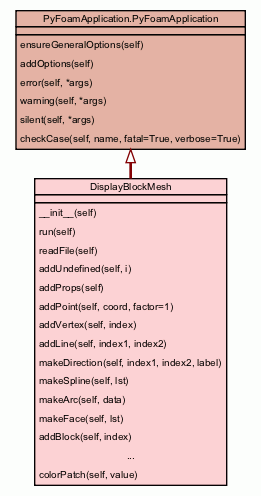 PyFoamApplication.PyFoamApplication
ensureGeneralOptions(self)
addOptions(self)
error(self, *args)
warning(self, *args)
silent(self, *args)
checkCase(self, name, fatal=True, verbose=True)
DisplayBlockMesh
__init__(self)
run(self)
readFile(self)
addUndefined(self, i)
addProps(self)
addPoint(self, coord, factor=1)
addVertex(self, index)
addLine(self, index1, index2)
makeDirection(self, index1, index2, label)
makeSpline(self, lst)
makeArc(self, data)
makeFace(self, lst)
addBlock(self, index)
...
colorPatch(self, value)